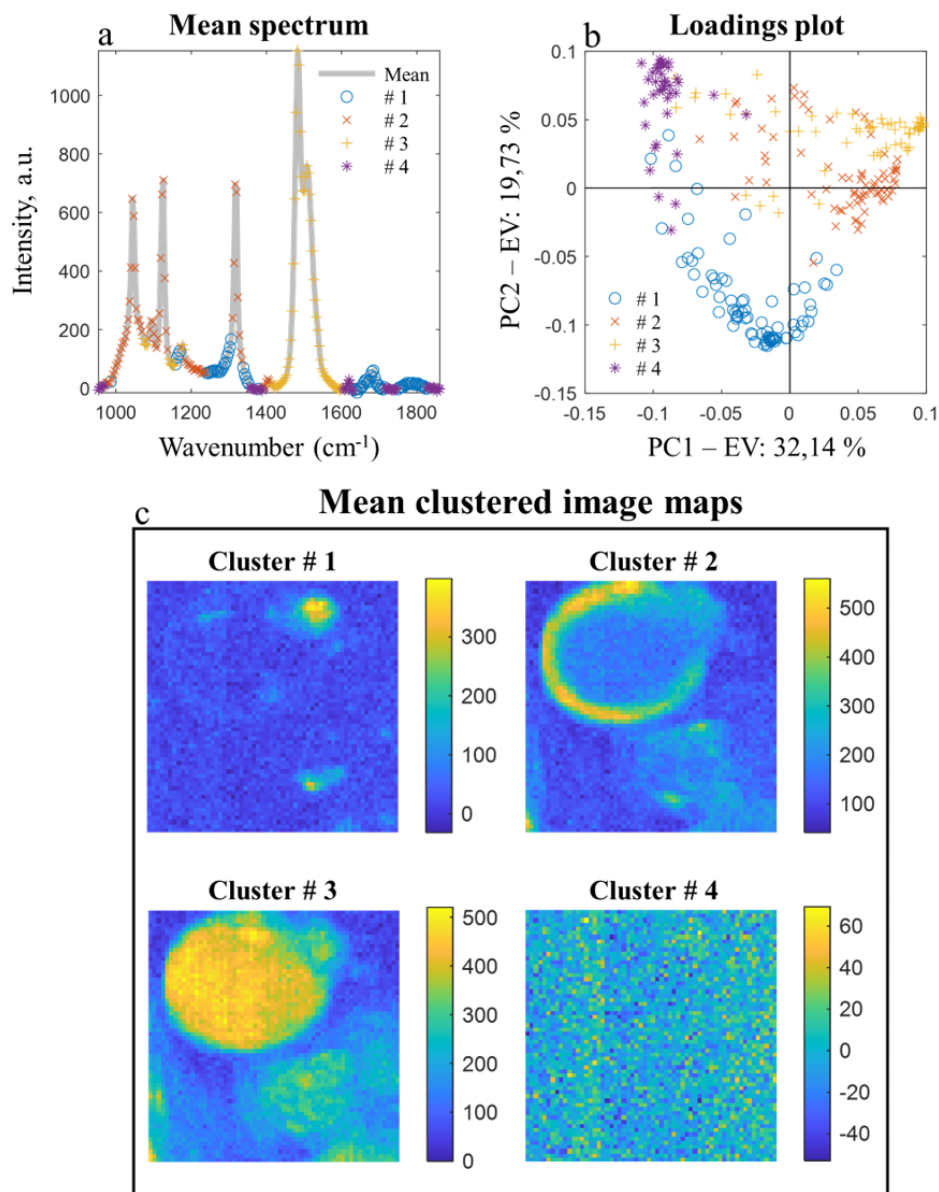 a Mean spectrum
1000
800
600
400
200
0
Intensity, a.u.
1000 1200 1400 1600 1800
Wavenumber (cm-1)
Mean
# 1
# 2
# 3
# 4
b Loadings plot
0.1
0.05
0
-0.05
-0.1
-0.15
PC2 – EV: 19,73 %
-0.15 -0.1 -0.05 0 0.05 0.1
PC1 – EV: 32,14 %
# 1
# 2
# 3
# 4
c Mean clustered image maps
Cluster # 1
300
200
100
0
Cluster # 2
500
400
300
200
100
Cluster # 3
500
400
300
200
100
0
Cluster # 4
60
40
20
0
-20
-40